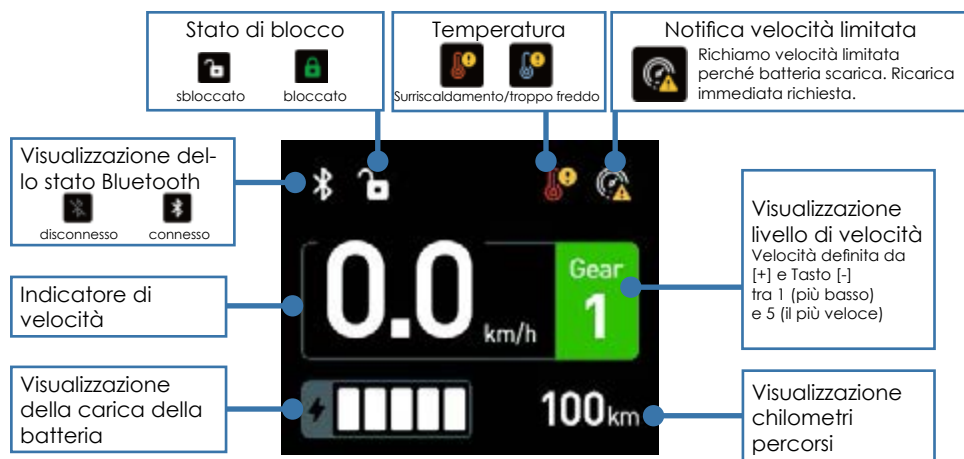 Stato di blocco
sbloccato
bloccato
Temperatura
Surriscaldamento/troppo freddo
Notifica velocità limitata
Richiamo velocità limitata
perché batteria scarica. Ricarica
immediata richiesta.
Visualizzazione del-
lo stato Bluetooth
disconnesso
connesso
Indicatore di
velocità
Visualizzazione
della carica della
batteria
0.0
km/h
Gear
1
100km
Visualizzazione
livello di velocità
Velocità definita da
[+] e Tasto [-]
tra 1 (più basso)
e 5 (il più veloce)
Visualizzazione
chilometri
percorsi